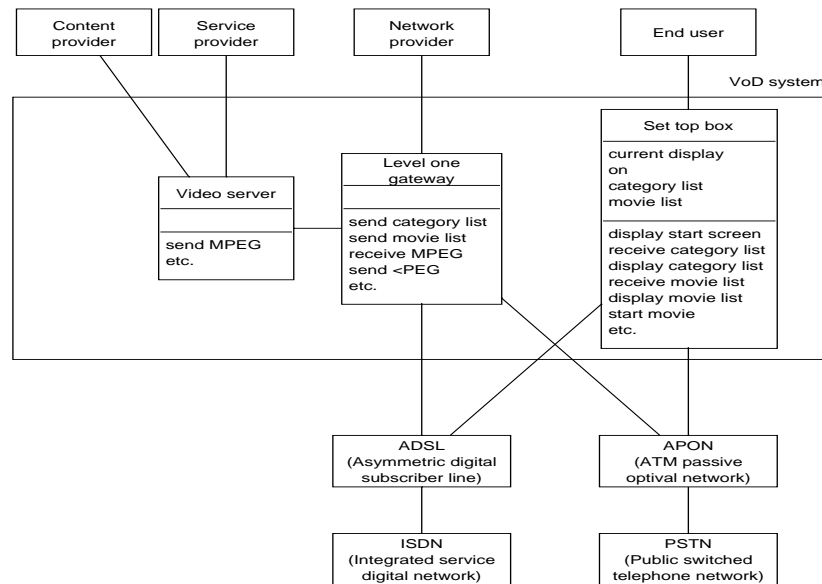 Content
provider
Service
provider
Network
provider
End user
VoD system
Set top box
current display
on
category list
movie list
display start screen
receive category list
display category list
receive movie list
display movie list
start movie
etc.
Level one
gateway
send category list
send movie list
receive MPEG
send <PEG
etc.
Video server
send MPEG
etc.
ADSL
(Asymmetric digital
subscriber line)
APON
(ATM passive
optival network)
ISDN
(Integrated service
digital network)
PSTN
(Public switched
telephone network)